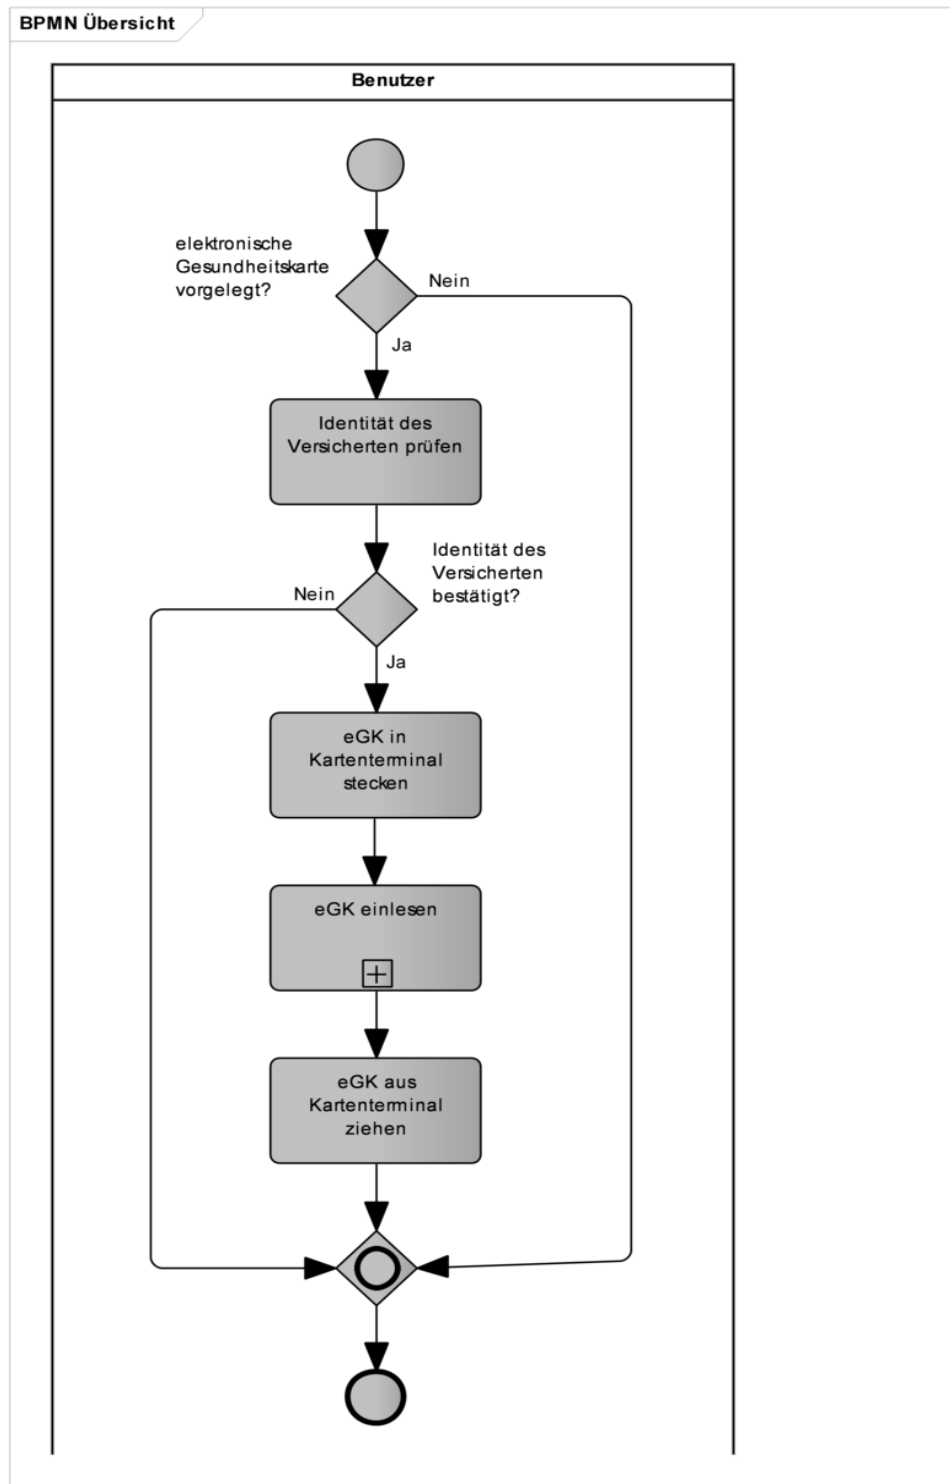 BPMN Übersicht
Benutzer
elektronische
Gesundheitskarte
vorgelegt?
Nein
Ja
Identität des
Versicherten prüfen
Identität des
Versicherten
bestätigt?
Nein
Ja
eGK in
Kartenterminal
stecken
eGK einlesen
eGK aus
Kartenterminal
ziehen